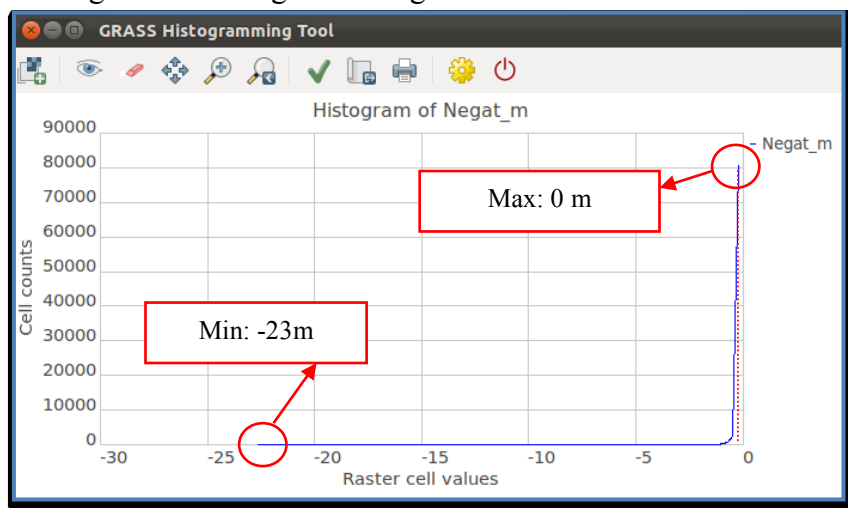 GRASS Histogramming Tool
Histogram of Negat_m
90000
80000
70000
60000
50000
40000
30000
20000
10000
0
Cell counts
Negat_m
Max: 0 m
Min: -23m
-30 -25 -20 -15 -10 -5 0
Raster cell values